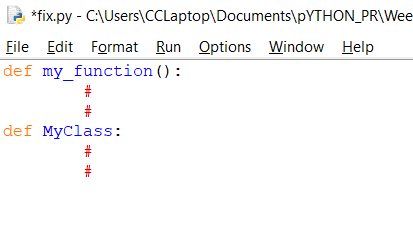 *fix.py - C:\Users\CCLaptop\Documents\pYTHON_PR\Wee
File Edit Format Run Options Window Help
def my_function():
        #
        #
def MyClass:
        #
        #